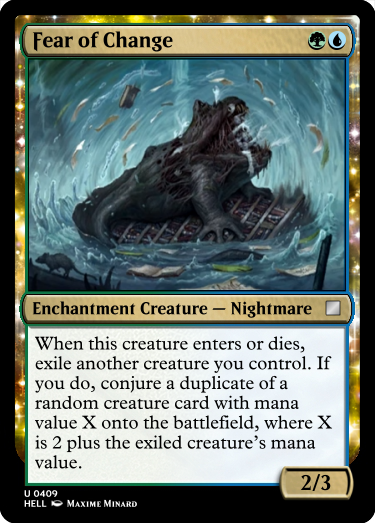 Fear of Change
Enchantment Creature — Nightmare
When this creature enters or dies,
exile another creature you control. If
you do, conjure a duplicate of a
random creature card with mana
value X onto the battlefield, where X
is 2 plus the exiled creature's mana
value.
2/3
U 0409
HELL Maxime Minard